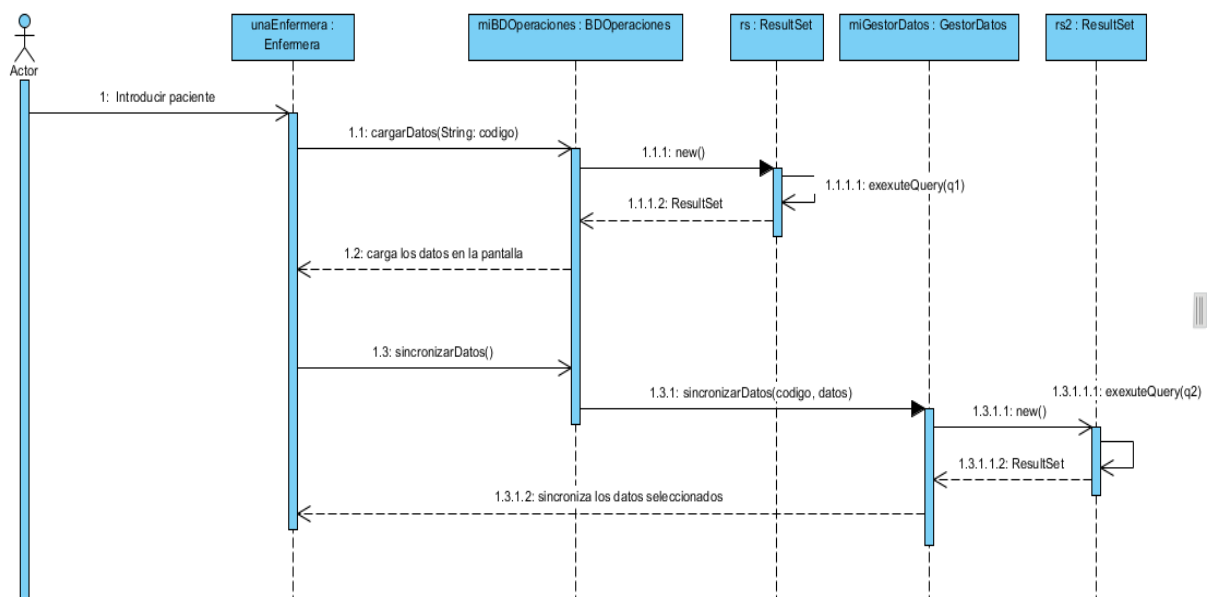 unaEnfermera :
Enfermera
miBDOperaciones : BDOperaciones
rs : ResultSet
miGestorDatos : GestorDatos
rs2 : ResultSet
Actor
1: Introducir paciente
1.1: cargarDatos(String: codigo)
1.1.1: new()
1.1.1.1: exexuteQuery(q1)
1.1.1.2: ResultSet
1.2: carga los datos en la pantalla
1.3: sincronizarDatos()
1.3.1: sincronizarDatos(codigo, datos)
1.3.1.1.1: exexuteQuery(q2)
1.3.1.1: new()
1.3.1.1.2: ResultSet
1.3.1.2: sincroniza los datos seleccionados